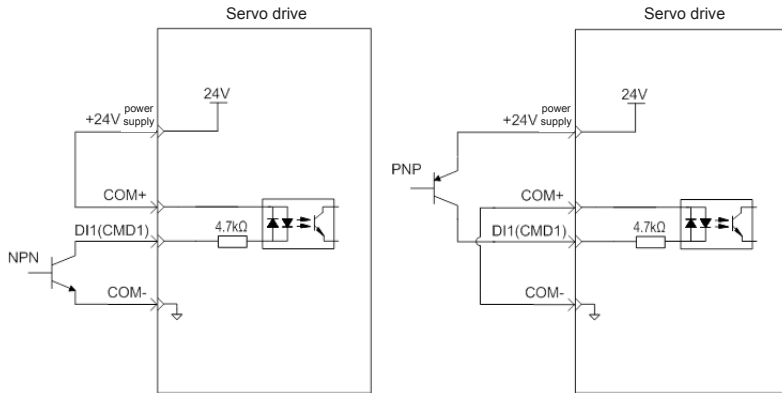 Servo drive
24V
+24V power supply
COM+
DI1(CMD1)
4.7kΩ
NPN
COM-
Servo drive
24V
+24V power supply
PNP
COM+
DI1(CMD1)
4.7kΩ
COM-